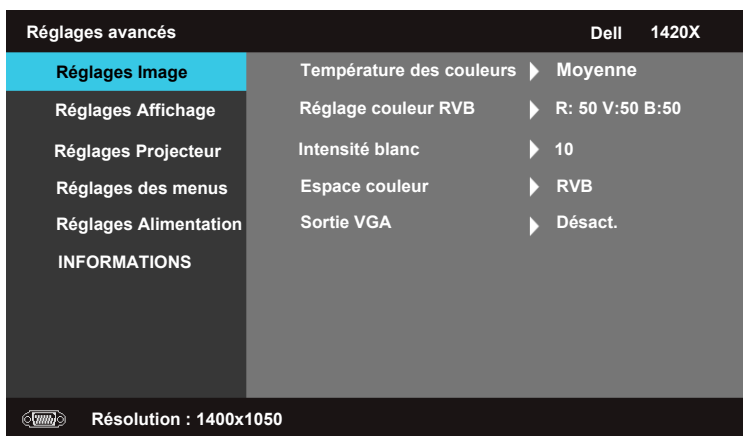 Réglages avancés Dell 1420X
Réglages Image Température des couleurs Moyenne
Réglages Affichage Réglage couleur RVB R: 50 V:50 B:50
Réglages Projecteur Intensité blanc 10
Réglages des menus Espace couleur RVB
Réglages Alimentation Sortie VGA Désact.
INFORMATIONS
Résolution : 1400x1050